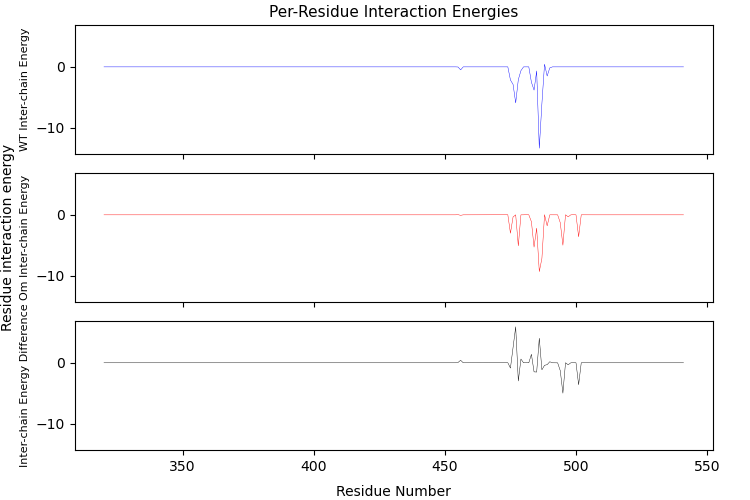 Per-Residue Interaction Energies
Residue interaction energy
WT Inter-chain Energy
0
−10
Om Inter-chain Energy
0
−10
Inter-chain Energy Difference
0
−10
350
400
450
500
550
Residue Number